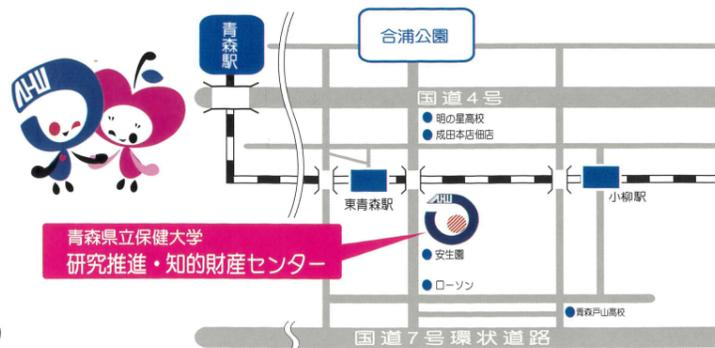 青森駅
合浦公園
国道4号
明の星高校
成田本店佃店
東青森駅
小柳駅
青森県立保健大学
研究推進・知的財産センター
安生園
ローソン
青森戸山高校
国道7号環状道路